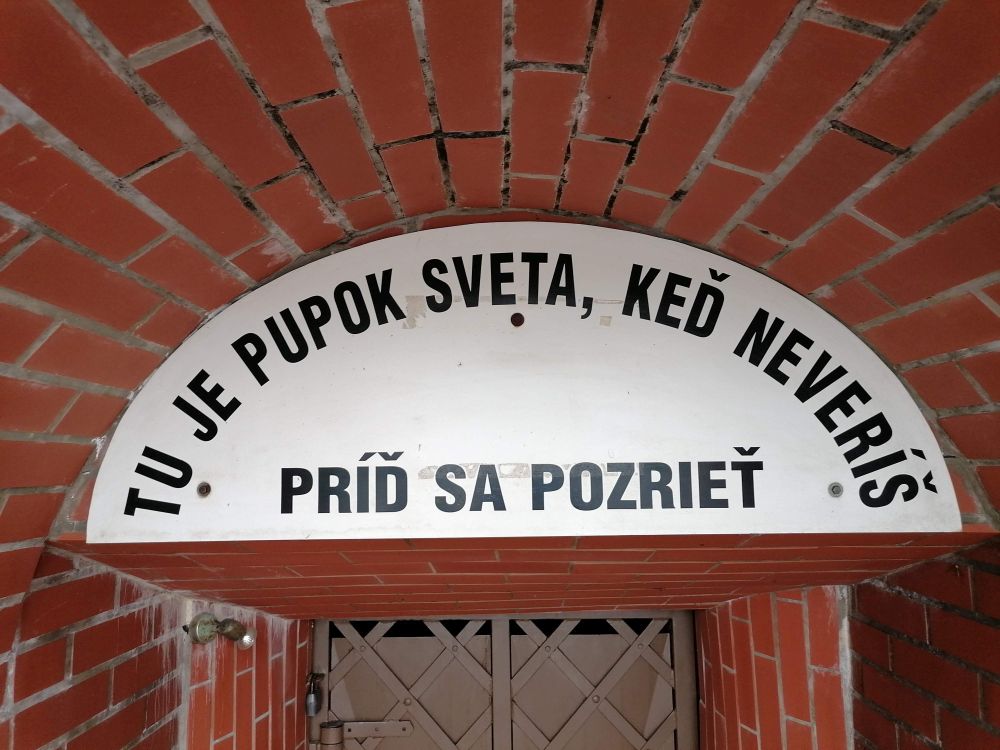 TU JE PUPOK SVETA, KEĎ NEVERÍŠ
PRÍĎ SA POZRIEŤ